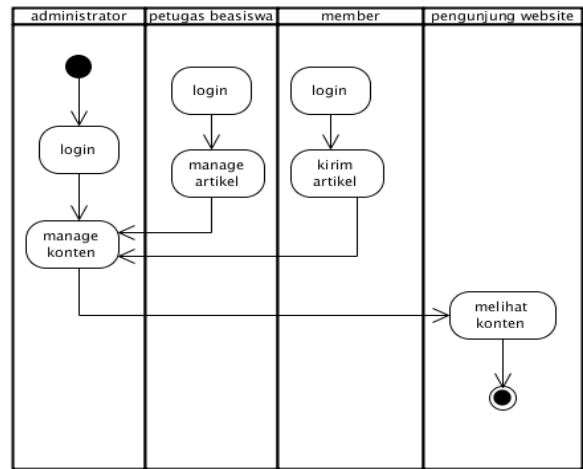 administrator
petugas beasiswa
member
pengunjung website
login
login
login
manage
artikel
kirim
artikel
manage
konten
melihat
konten